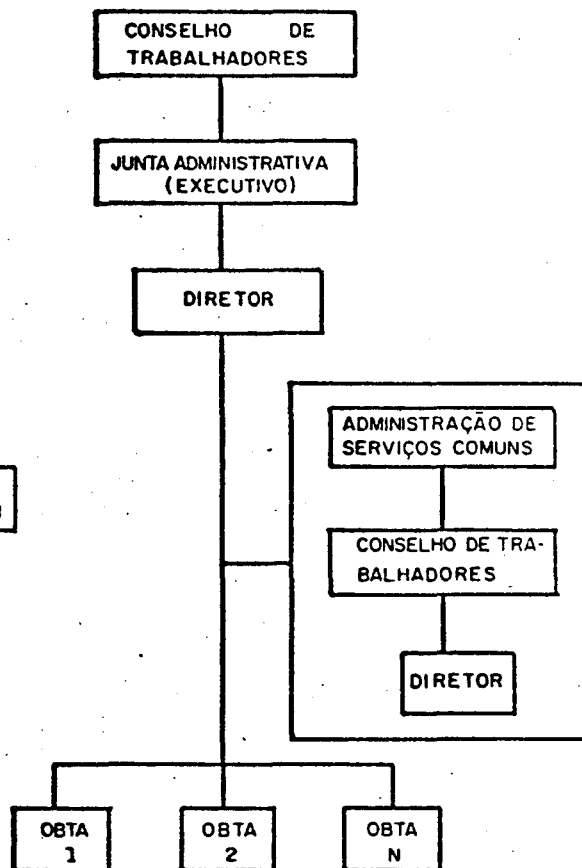 CONSELHO DE
TRABALHADORES
JUNTA ADMINISTRATIVA
(EXECUTIVO)
DIRETOR
ADMINISTRAÇÃO DE
SERVIÇOS COMUNS
CONSELHO DE TRA-
BALHADORES
DIRETOR
OBTA
1
OBTA
2
OBTA
N